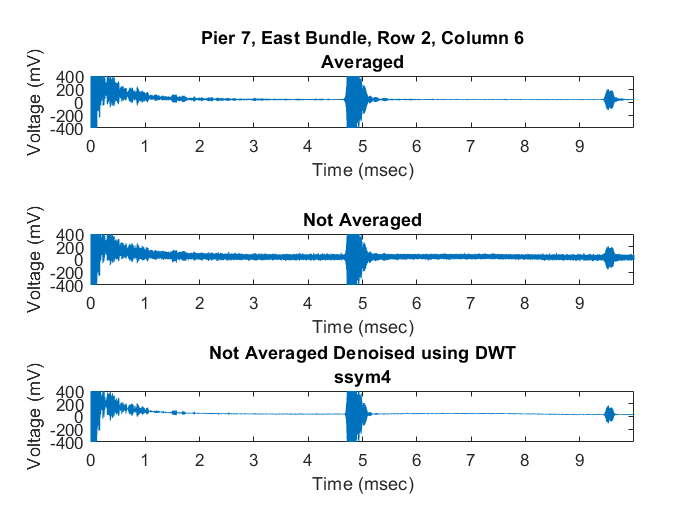 Pier 7, East Bundle, Row 2, Column 6
Averaged
Voltage (mV)
400
200
0
-200
-400
0 1 2 3 4 5 6 7 8 9
Time (msec)
Not Averaged
Voltage (mV)
400
200
0
-200
-400
0 1 2 3 4 5 6 7 8 9
Time (msec)
Not Averaged Denoised using DWT
ssym4
Voltage (mV)
400
200
0
-200
-400
0 1 2 3 4 5 6 7 8 9
Time (msec)